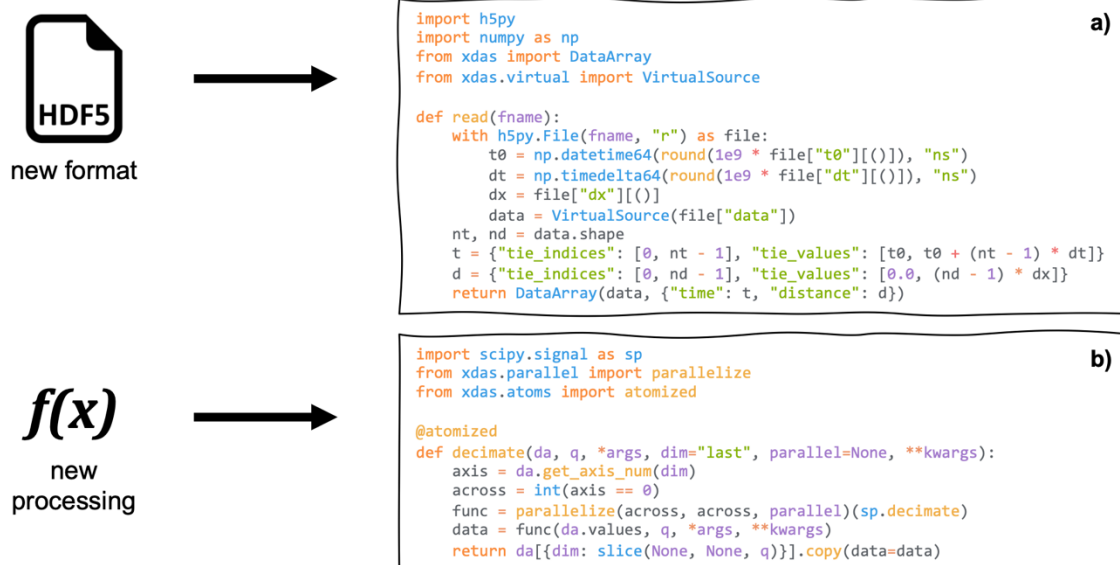 HDF5
new format
a)
import h5py
import numpy as np
from xdas import DataArray
from xdas.virtual import VirtualSource
def read(fname):
    with h5py.File(fname, "r") as file:
        t0 = np.datetime64(round(1e9 * file["t0"][()]), "ns")
        dt = np.timedelta64(round(1e9 * file["dt"][()]), "ns")
        dx = file["dx"][()]
        data = VirtualSource(file["data"])
    nt, nd = data.shape
    t = {"tie_indices": [0, nt - 1], "tie_values": [t0, t0 + (nt - 1) * dt]}
    d = {"tie_indices": [0, nd - 1], "tie_values": [0.0, (nd - 1) * dx]}
    return DataArray(data, {"time": t, "distance": d})
f(x)
new
processing
b)
import scipy.signal as sp
from xdas.parallel import parallelize
from xdas.atoms import atomized
@atomized
def decimate(da, q, *args, dim="last", parallel=None, **kwargs):
    axis = da.get_axis_num(dim)
    across = int(axis == 0)
    func = parallelize(across, across, parallel)(sp.decimate)
    data = func(da.values, q, *args, **kwargs)
    return da[{dim: slice(None, None, q)}].copy(data=data)